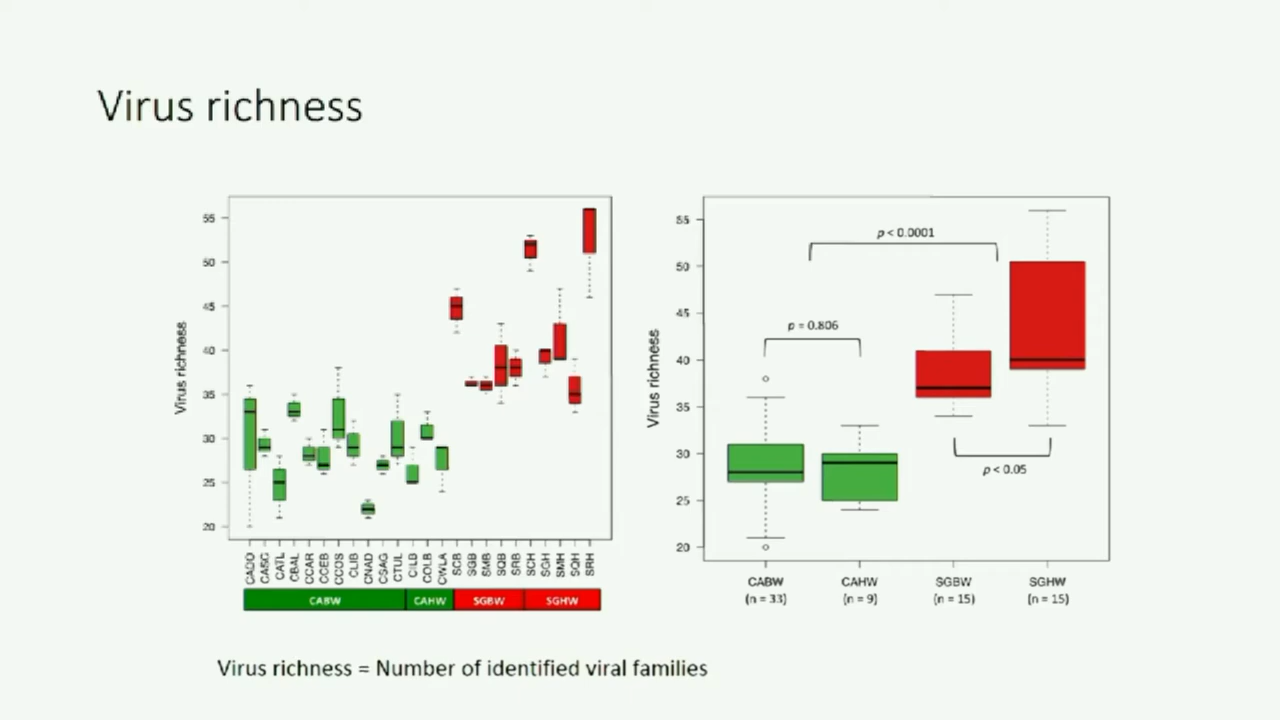 Virus richness
Virus richness
55
50
45
40
35
30
25
20
CASG
CATL
CBAL
CCAR
CCEB
CCOS
CLIB
CNAD
CSAG
CTUL
CILB
COLB
CWLA
SCB
SGB
SMB
SQB
SRB
SCH
SGH
SMH
SQH
SRH
CABW CAHW SGBW SGHW
Virus richness
55
50
45
40
35
30
25
20
p < 0.0001
p = 0.806
p < 0.05
CABW CAHW SGBW SGHW
(n = 33) (n = 9) (n = 15) (n = 15)
Virus richness = Number of identified viral families